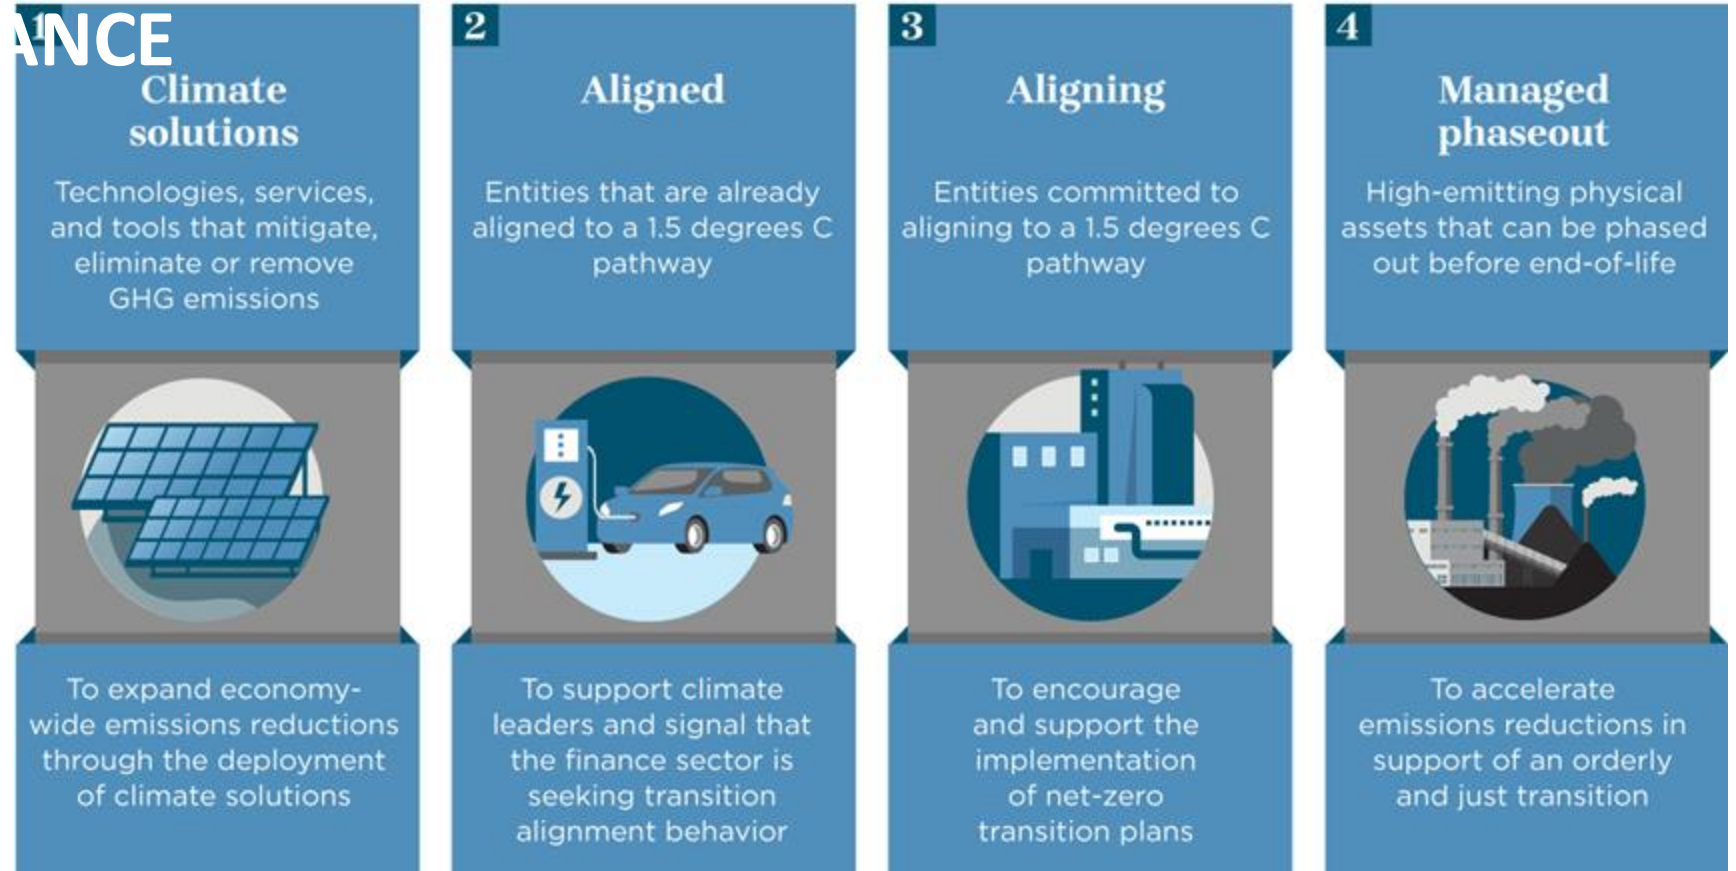 ANCE
1
Climate
solutions
Technologies, services,
and tools that mitigate,
eliminate or remove
GHG emissions
To expand economy-
wide emissions reductions
through the deployment
of climate solutions
2
Aligned
Entities that are already
aligned to a 1.5 degrees C
pathway
To support climate
leaders and signal that
the finance sector is
seeking transition
alignment behavior
3
Aligning
Entities committed to
aligning to a 1.5 degrees C
pathway
To encourage
and support the
implementation
of net-zero
transition plans
4
Managed
phaseout
High-emitting physical
assets that can be phased
out before end-of-life
To accelerate
emissions reductions in
support of an orderly
and just transition